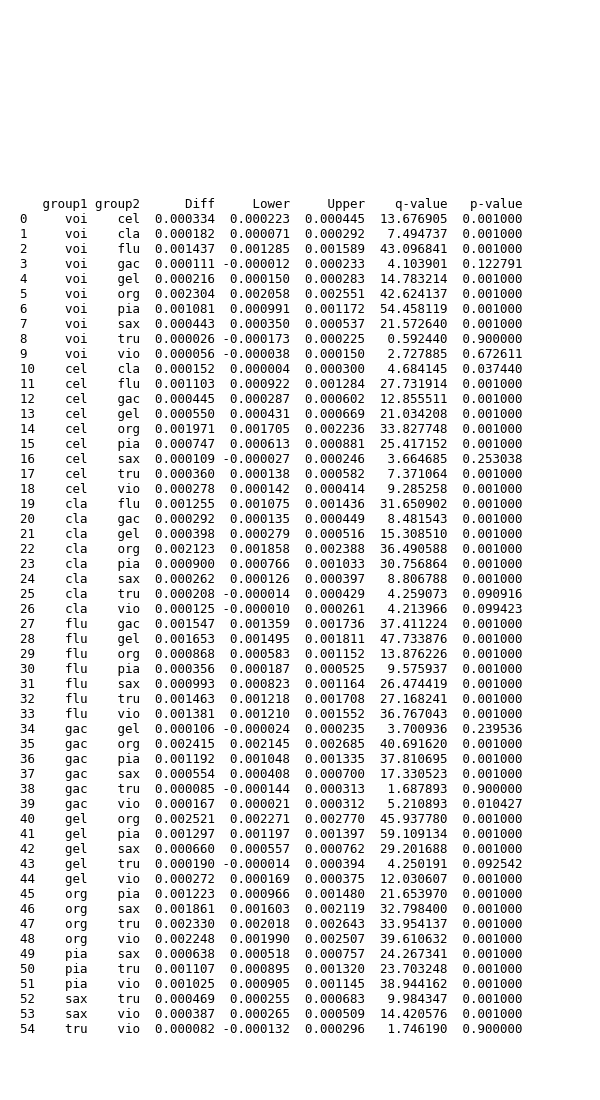 group1 group2 Diff Lower Upper q-value p-value
0 voi cel 0.000334 0.000223 0.000445 13.676905 0.001000
1 voi cla 0.000182 0.000071 0.000292 7.494737 0.001000
2 voi flu 0.001437 0.001285 0.001589 43.096841 0.001000
3 voi gac 0.000111 -0.000012 0.000233 4.103901 0.122791
4 voi gel 0.000216 0.000150 0.000283 14.783214 0.001000
5 voi org 0.002304 0.002058 0.002551 42.624137 0.001000
6 voi pia 0.001081 0.000991 0.001172 54.458119 0.001000
7 voi sax 0.000443 0.000350 0.000537 21.572640 0.001000
8 voi tru 0.000026 -0.000173 0.000225 0.592440 0.900000
9 voi vio 0.000056 -0.000038 0.000150 2.727885 0.672611
10 cel cla 0.000152 0.000004 0.000300 4.684145 0.037440
11 cel flu 0.001103 0.000922 0.001284 27.731914 0.001000
12 cel gac 0.000445 0.000287 0.000602 12.855511 0.001000
13 cel gel 0.000550 0.000431 0.000669 21.034208 0.001000
14 cel org 0.001971 0.001705 0.002236 33.827748 0.001000
15 cel pia 0.000747 0.000613 0.000881 25.417152 0.001000
16 cel sax 0.000109 -0.000027 0.000246 3.664685 0.253038
17 cel tru 0.000360 0.000138 0.000582 7.371064 0.001000
18 cel vio 0.000278 0.000142 0.000414 9.285258 0.001000
19 cla flu 0.001255 0.001075 0.001436 31.650902 0.001000
20 cla gac 0.000292 0.000135 0.000449 8.481543 0.001000
21 cla gel 0.000398 0.000279 0.000516 15.308510 0.001000
22 cla org 0.002123 0.001858 0.002388 36.490588 0.001000
23 cla pia 0.000900 0.000766 0.001033 30.756864 0.001000
24 cla sax 0.000262 0.000126 0.000397 8.806788 0.001000
25 cla tru 0.000208 -0.000014 0.000429 4.259073 0.090916
26 cla vio 0.000125 -0.000010 0.000261 4.213966 0.099423
27 flu gac 0.001547 0.001359 0.001736 37.411224 0.001000
28 flu gel 0.001653 0.001495 0.001811 47.733876 0.001000
29 flu org 0.000868 0.000583 0.001152 13.876226 0.001000
30 flu pia 0.000356 0.000187 0.000525 9.575937 0.001000
31 flu sax 0.000993 0.000823 0.001164 26.474419 0.001000
32 flu tru 0.001463 0.001218 0.001708 27.168241 0.001000
33 flu vio 0.001381 0.001210 0.001552 36.767043 0.001000
34 gac gel 0.000106 -0.000024 0.000235 3.700936 0.239536
35 gac org 0.002415 0.002145 0.002685 40.691620 0.001000
36 gac pia 0.001192 0.001048 0.001335 37.810695 0.001000
37 gac sax 0.000554 0.000408 0.000700 17.330523 0.001000
38 gac tru 0.000085 -0.000144 0.000313 1.687893 0.900000
39 gac vio 0.000167 0.000021 0.000312 5.210893 0.010427
40 gel org 0.002521 0.002271 0.002770 45.937780 0.001000
41 gel pia 0.001297 0.001197 0.001397 59.109134 0.001000
42 gel sax 0.000660 0.000557 0.000762 29.201688 0.001000
43 gel tru 0.000190 -0.000014 0.000394 4.250191 0.092542
44 gel vio 0.000272 0.000169 0.000375 12.030607 0.001000
45 org pia 0.001223 0.000966 0.001480 21.653970 0.001000
46 org sax 0.001861 0.001603 0.002119 32.798400 0.001000
47 org tru 0.002330 0.002018 0.002643 33.954137 0.001000
48 org vio 0.002248 0.001990 0.002507 39.610632 0.001000
49 pia sax 0.000638 0.000518 0.000757 24.267341 0.001000
50 pia tru 0.001107 0.000895 0.001320 23.703248 0.001000
51 pia vio 0.001025 0.000905 0.001145 38.944162 0.001000
52 sax tru 0.000469 0.000255 0.000683 9.984347 0.001000
53 sax vio 0.000387 0.000265 0.000509 14.420576 0.001000
54 tru vio 0.000082 -0.000132 0.000296 1.746190 0.900000